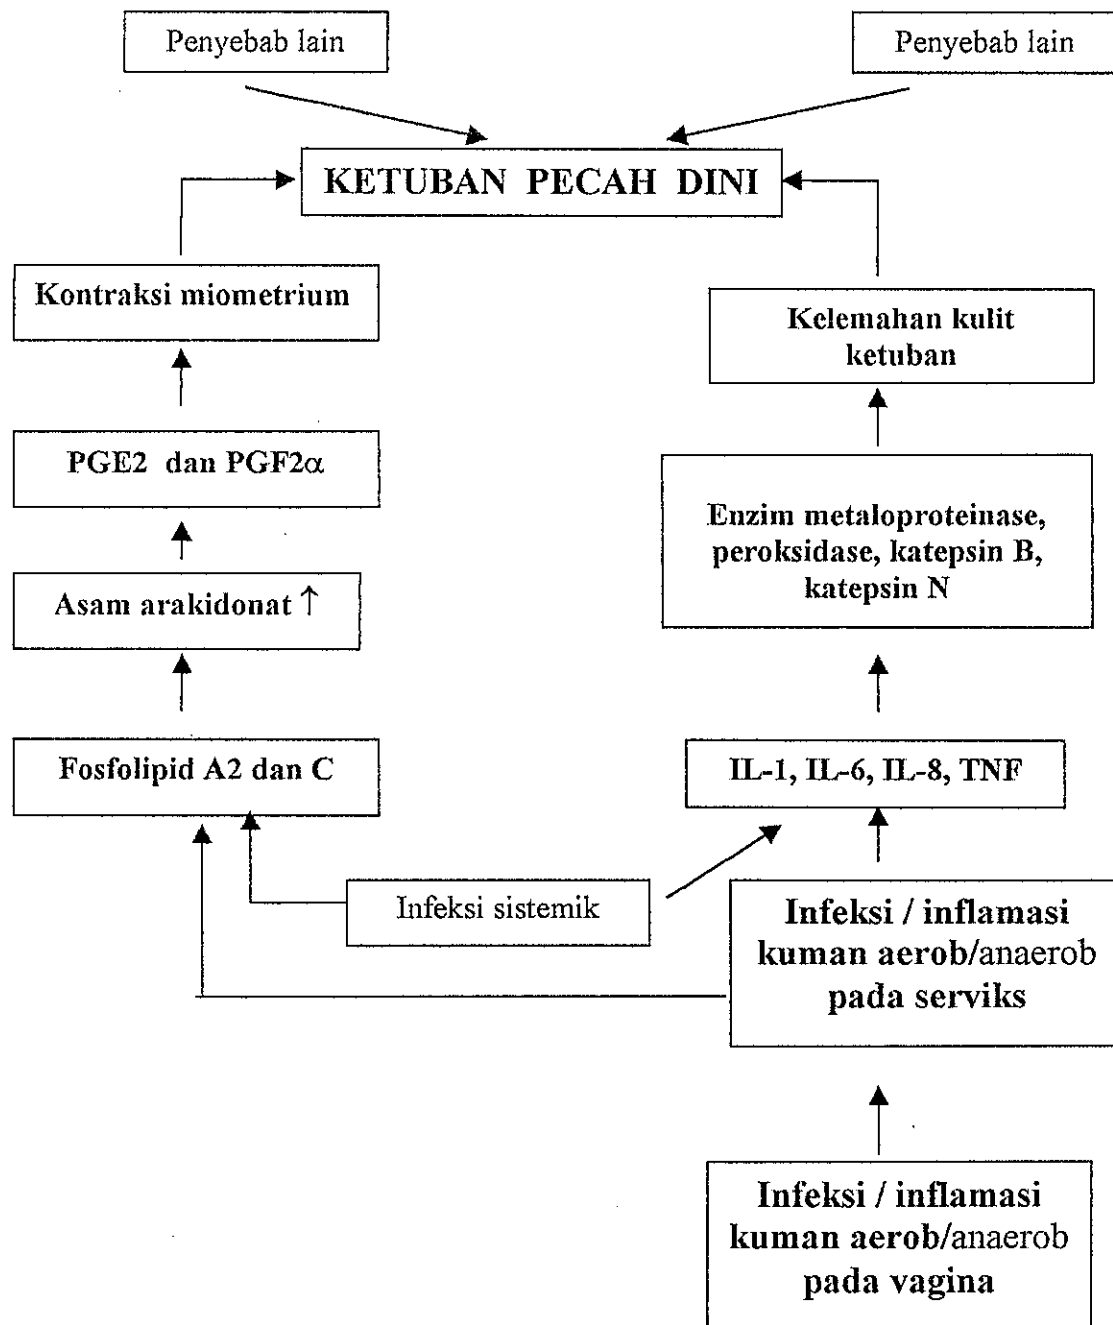 Penyebab lain
Penyebab lain
KETUBAN PECAH DINI
Kontraksi miometrium
Kelemahan kulit
ketuban
PGE2 dan PGF2α
Enzim metaloproteinase,
peroksidase, katepsin B,
katepsin N
Asam arakidonat ↑
Fosfolipid A2 dan C
IL-1, IL-6, IL-8, TNF
Infeksi sistemik
Infeksi / inflamasi
kuman aerob/anaerob
pada serviks
Infeksi / inflamasi
kuman aerob/anaerob
pada vagina